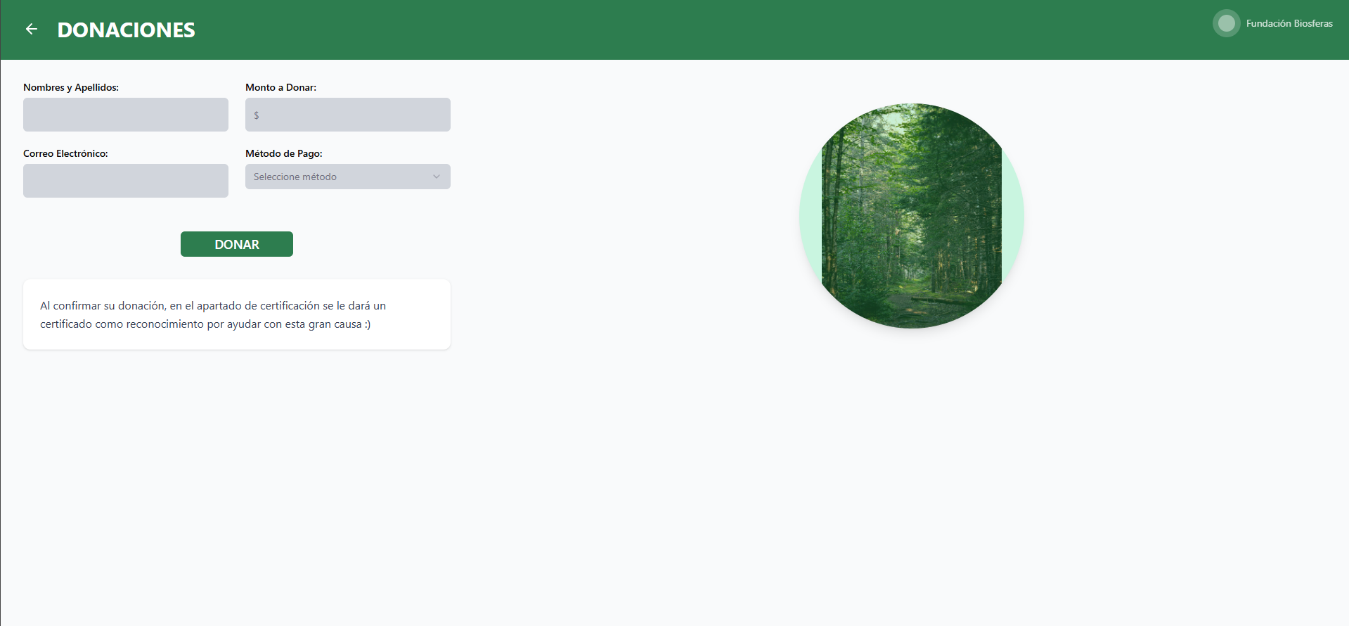 DONACIONES
Fundación Biosferas
Nombres y Apellidos:
Monto a Donar:
$
Correo Electrónico:
Método de Pago:
Seleccione método
DONAR
Al confirmar su donación, en el apartado de certificación se le dará un
certificado como reconocimiento por ayudar con esta gran causa :)